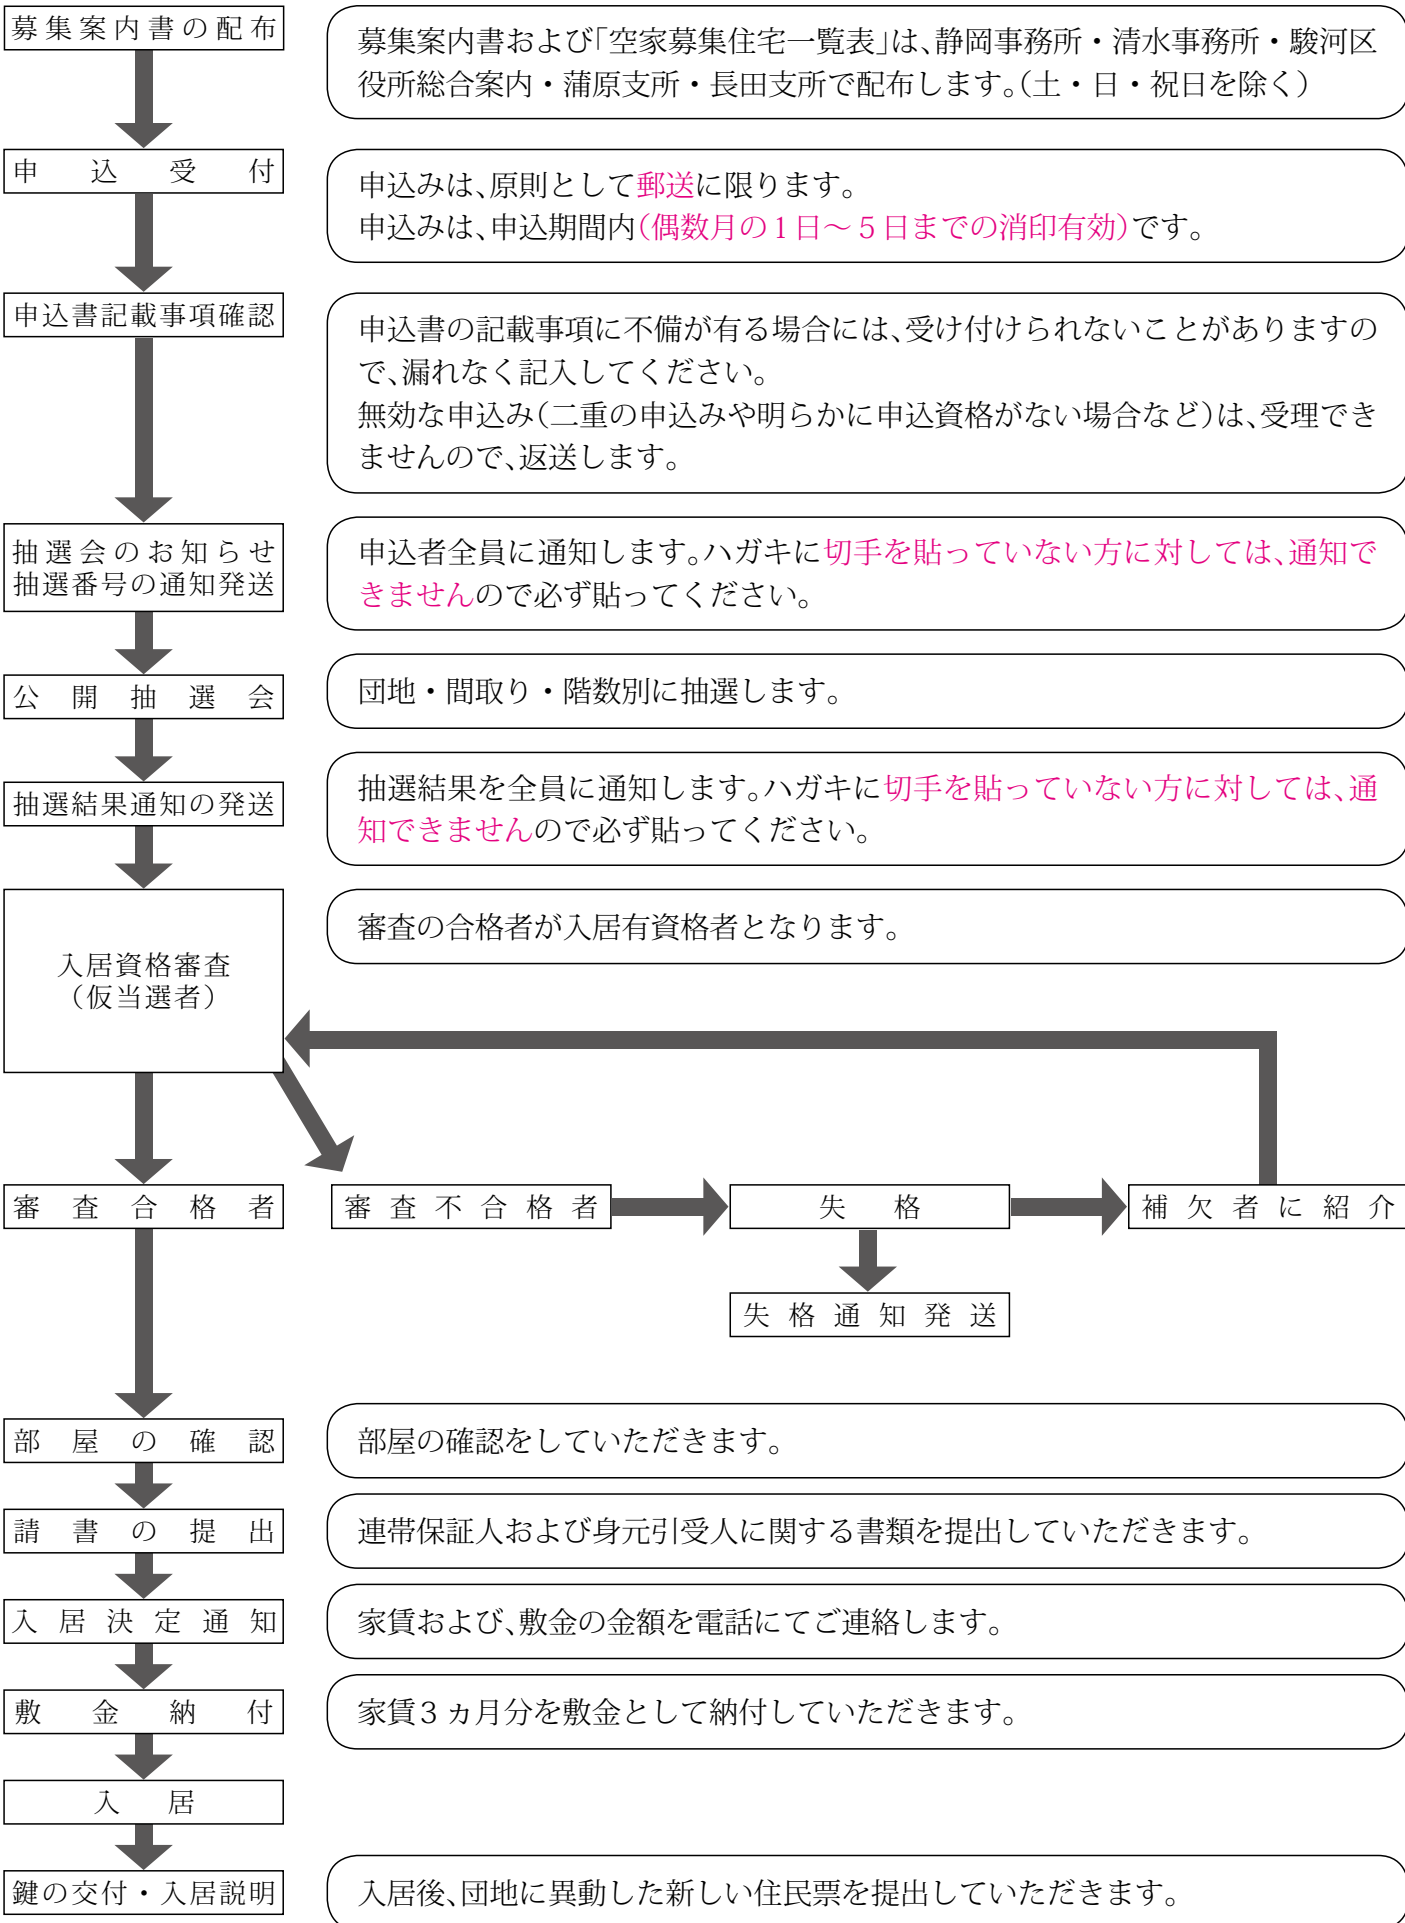 募集案内書の配布
募集案内書および「空家募集住宅一覧表」は、静岡事務所・清水事務所・駿河区
役所総合案内・蒲原支所・長田支所で配布します。（土・日・祝日を除く）
申込受付
申込みは、原則として郵送に限ります。
申込みは、申込期間内（偶数月の１日～５日までの消印有効）です。
申込書記載事項確認
申込書の記載事項に不備が有る場合には、受け付けられないことがありますの
で、漏れなく記入してください。
無効な申込み（二重の申込みや明らかに申込資格がない場合など）は、受理でき
ませんので、返送します。
抽選会のお知らせ
抽選番号の通知発送
申込者全員に通知します。ハガキに切手を貼っていない方に対しては、通知で
きませんので必ず貼ってください。
公開抽選会
団地・間取り・階数別に抽選します。
抽選結果通知の発送
抽選結果を全員に通知します。ハガキに切手を貼っていない方に対しては、通
知できませんので必ず貼ってください。
入居資格審査
（仮当選者）
審査の合格者が入居有資格者となります。
審査合格者
審査不合格者
失格
補欠者に紹介
失格通知発送
部屋の確認
部屋の確認をしていただきます。
請書の提出
連帯保証人および身元引受人に関する書類を提出していただきます。
入居決定通知
家賃および、敷金の金額を電話にてご連絡します。
敷金納付
家賃３ヵ月分を敷金として納付していただきます。
入居
鍵の交付・入居説明
入居後、団地に異動した新しい住民票を提出していただきます。